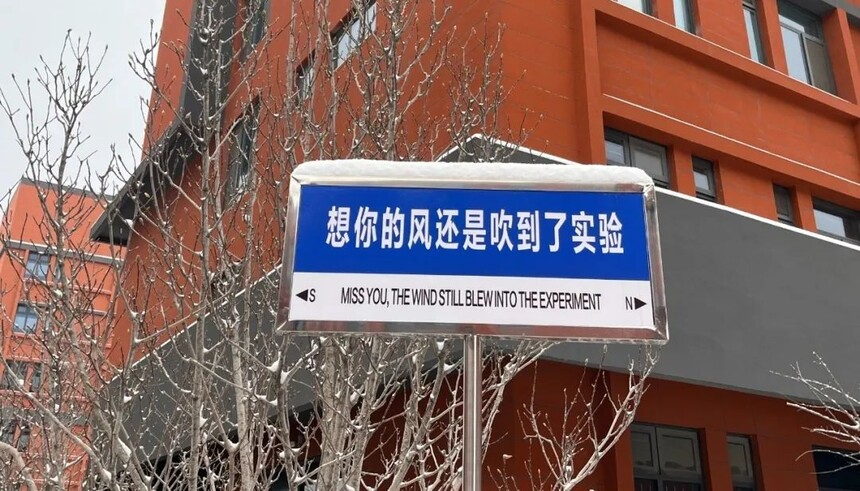 想你的风还是吹到了实验
◀S MISS YOU, THE WIND STILL BLEW INTO THE EXPERIMENT N▶